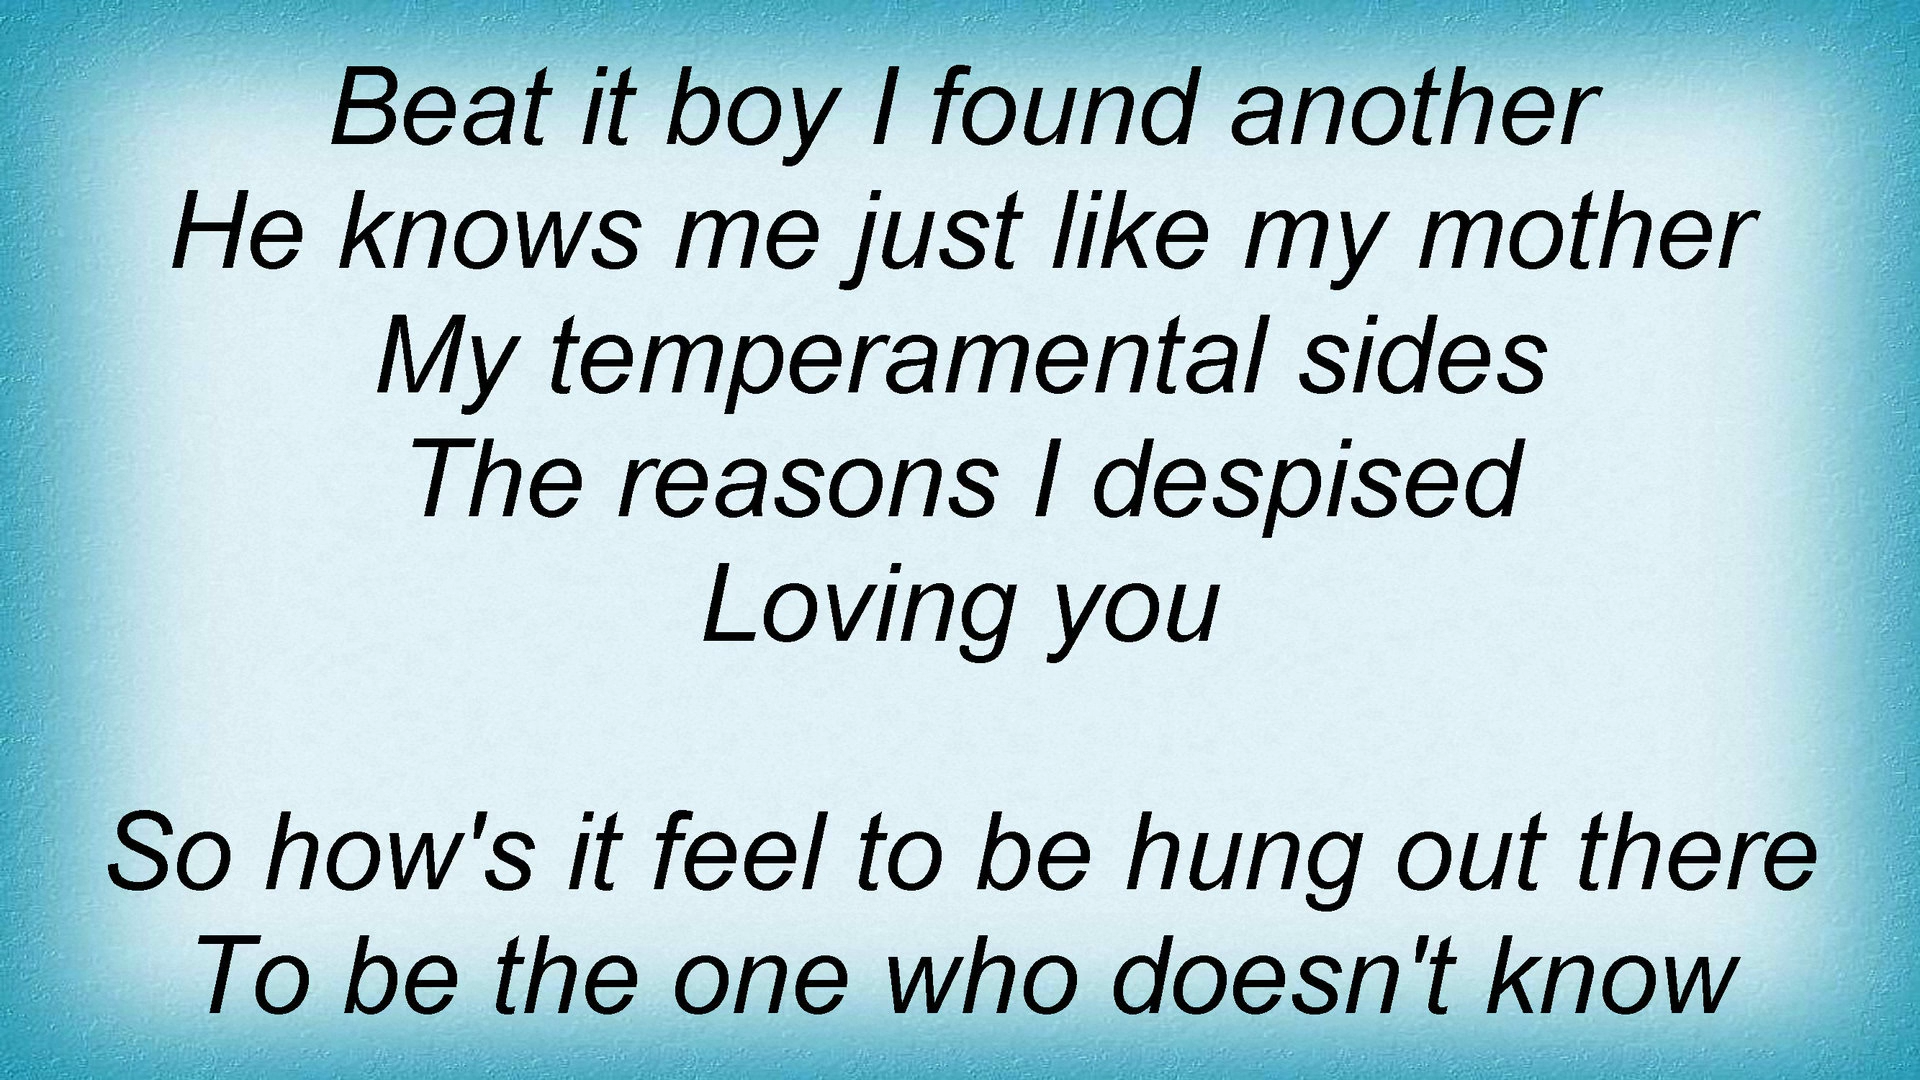 Beat it boy I found another
He knows me just like my mother
My temperamental sides
The reasons I despised
Loving you
So how's it feel to be hung out there
To be the one who doesn't know